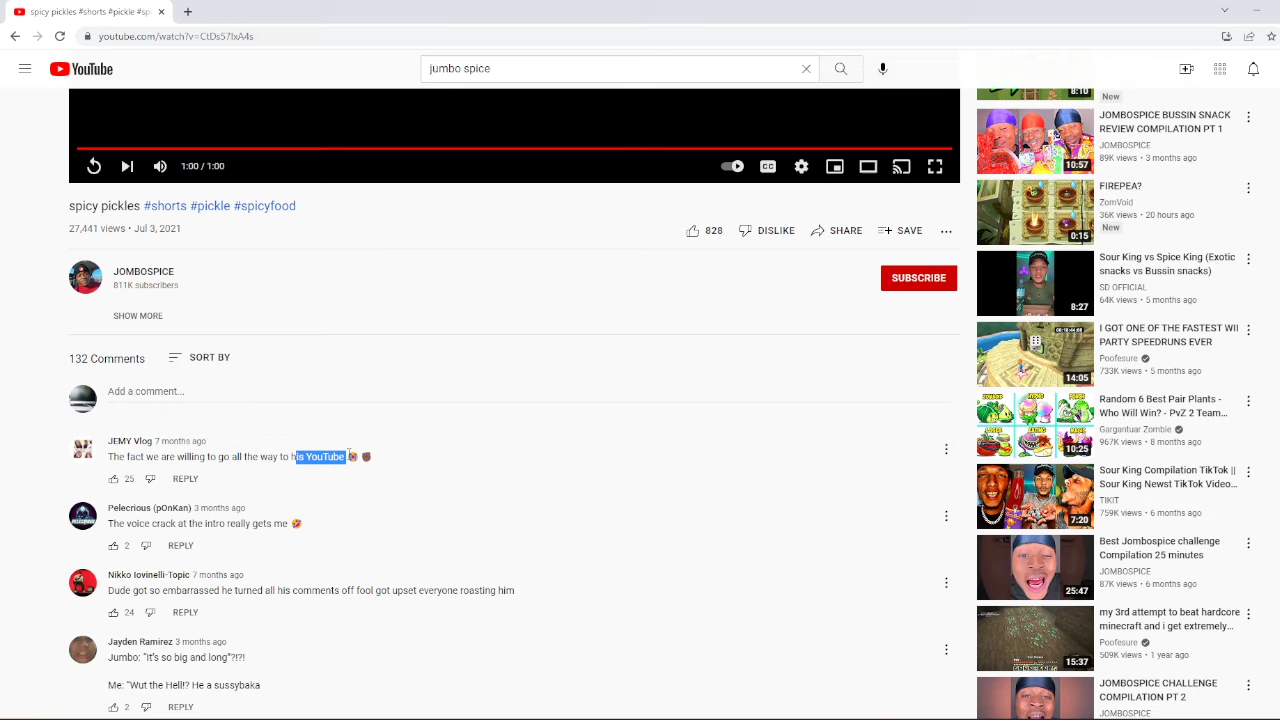 spicy pickles #shorts #pickle #sp
youtube.com/watch?v=CtDs57IxA4s
YouTube
jumbo spice
8:10
New
JOMBOSPICE BUSSIN SNACK
REVIEW COMPILATION PT 1
JOMBOSPICE
89K views • 3 months ago
10:57
1:00 / 1:00
CC
FIREPEA?
ZomVoid
36K views • 20 hours ago
New
0:15
spicy pickles #shorts #pickle #spicyfood
27,441 views • Jul 3, 2021
828 DISLIKE SHARE SAVE
JOMBOSPICE
811K subscribers
SUBSCRIBE
SHOW MORE
Sour King vs Spice King (Exotic
snacks vs Bussin snacks)
SD OFFICIAL
64K views • 5 months ago
8:27
I GOT ONE OF THE FASTEST WII
PARTY SPEEDRUNS EVER
Poofesure
733K views • 5 months ago
14:05
132 Comments SORT BY
Add a comment...
Random 6 Best Pair Plants -
Who Will Win? - PvZ 2 Team...
Gargantuar Zombie
967K views • 8 months ago
10:25
JEMY Vlog 7 months ago
The fact we are willing to go all the way to his YouTube
25 REPLY
Sour King Compilation TikTok ||
Sour King Newst TikTok Video...
TIKIT
759K views • 6 months ago
7:20
Pelecrious (pOnKan) 3 months ago
The voice crack at the intro really gets me 🤣
2 REPLY
Best Jombospice challenge
Compilation 25 minutes
JOMBOSPICE
87K views • 6 months ago
25:47
Nikko Iovinelli-Topic 7 months ago
Dude got so embarrassed he turned all his comments off fool got upset everyone roasting him
24 REPLY
my 3rd attempt to beat hardcore
minecraft and i get extremely...
Poofesure
509K views • 1 year ago
15:37
Jayden Ramirez 3 months ago
Jumbo: “It’s so big and long”?!?!
Me: “Wut the Hell!? He a sussybaka
2 REPLY
JOMBOSPICE CHALLENGE
COMPILATION PT 2
JOMBOSPICE